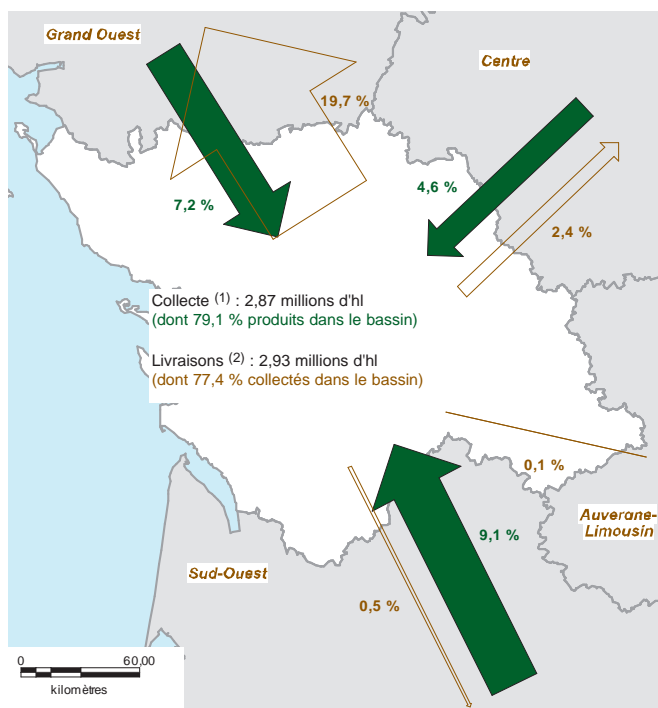 Grand Ouest
Centre
19,7 %
4,6 %
7,2 %
2,4 %
Collecte (1) : 2,87 millions d'hl
(dont 79,1 % produits dans le bassin)
Livraisons (2) : 2,93 millions d'hl
(dont 77,4 % collectés dans le bassin)
0,1 %
Auvergne-
Limousin
9,1 %
Sud-Ouest
0,5 %
0 60,00
kilomètres